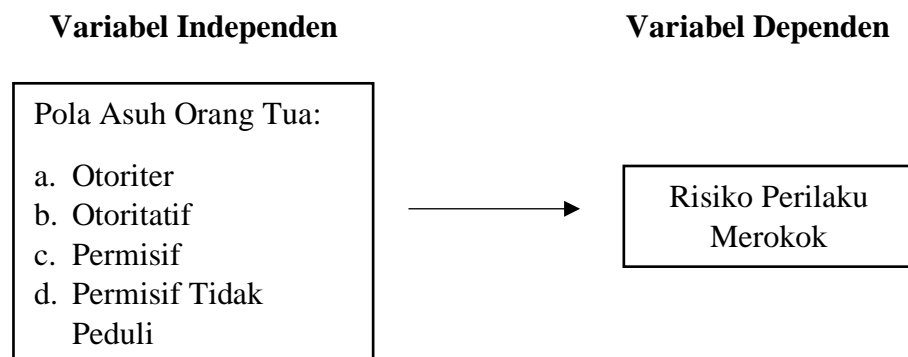 Variabel Independen
Variabel Dependen
Pola Asuh Orang Tua:
a. Otoriter
b. Otoritatif
c. Permisif
d. Permisif Tidak
Peduli
Risiko Perilaku
Merokok